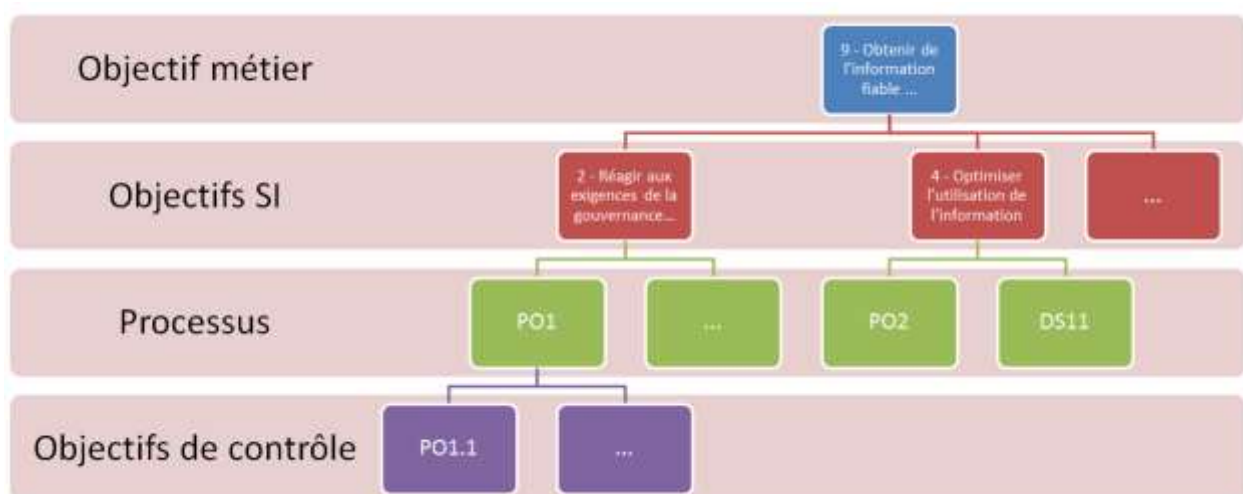 Objectif métier
9 - Obtenir de
l'information
fiable ...
Objectifs SI
2 - Réagir aux
exigences de la
gouvernance...
4 - Optimiser
l'utilisation de
l'information
...
Processus
PO1
...
PO2
DS11
Objectifs de contrôle
PO1.1
...